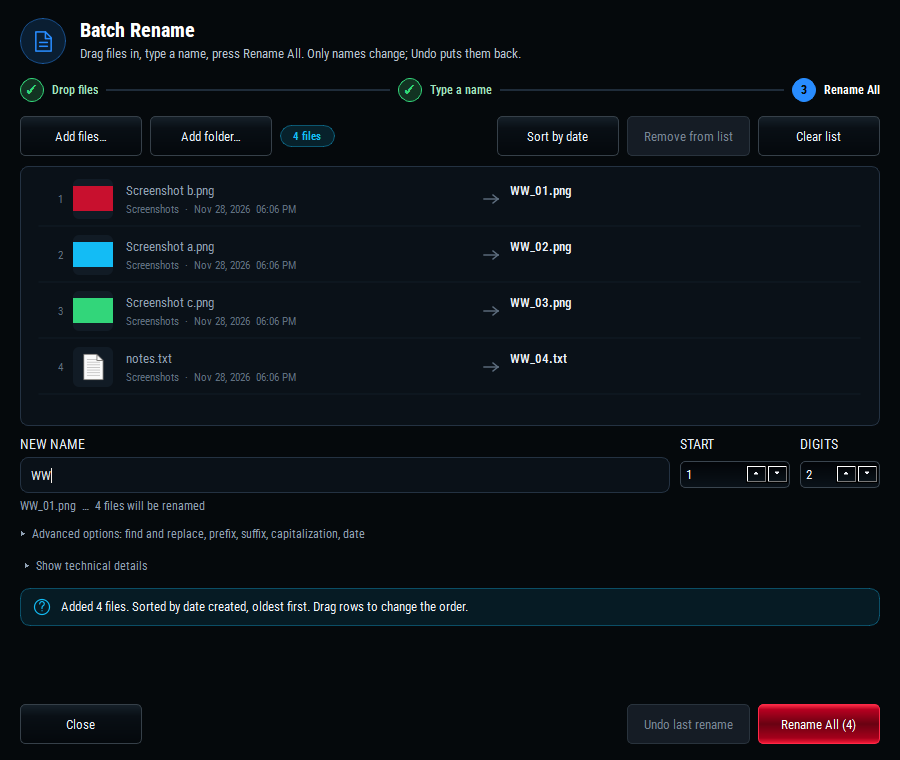 Batch Rename
Drag files in, type a name, press Rename All. Only names change; Undo puts them back.
✓ Drop files ✓ Type a name 3 Rename All
Add files… Add folder… 4 files Sort by date Remove from list Clear list
1 Screenshot b.png → WW_01.png
Screenshots · Nov 28, 2026 06:06 PM
2 Screenshot a.png → WW_02.png
Screenshots · Nov 28, 2026 06:06 PM
3 Screenshot c.png → WW_03.png
Screenshots · Nov 28, 2026 06:06 PM
4 notes.txt → WW_04.txt
Screenshots · Nov 28, 2026 06:06 PM
NEW NAME START DIGITS
WW 1 2
WW_01.png … 4 files will be renamed
Advanced options: find and replace, prefix, suffix, capitalization, date
Show technical details
? Added 4 files. Sorted by date created, oldest first. Drag rows to change the order.
Close Undo last rename Rename All (4)